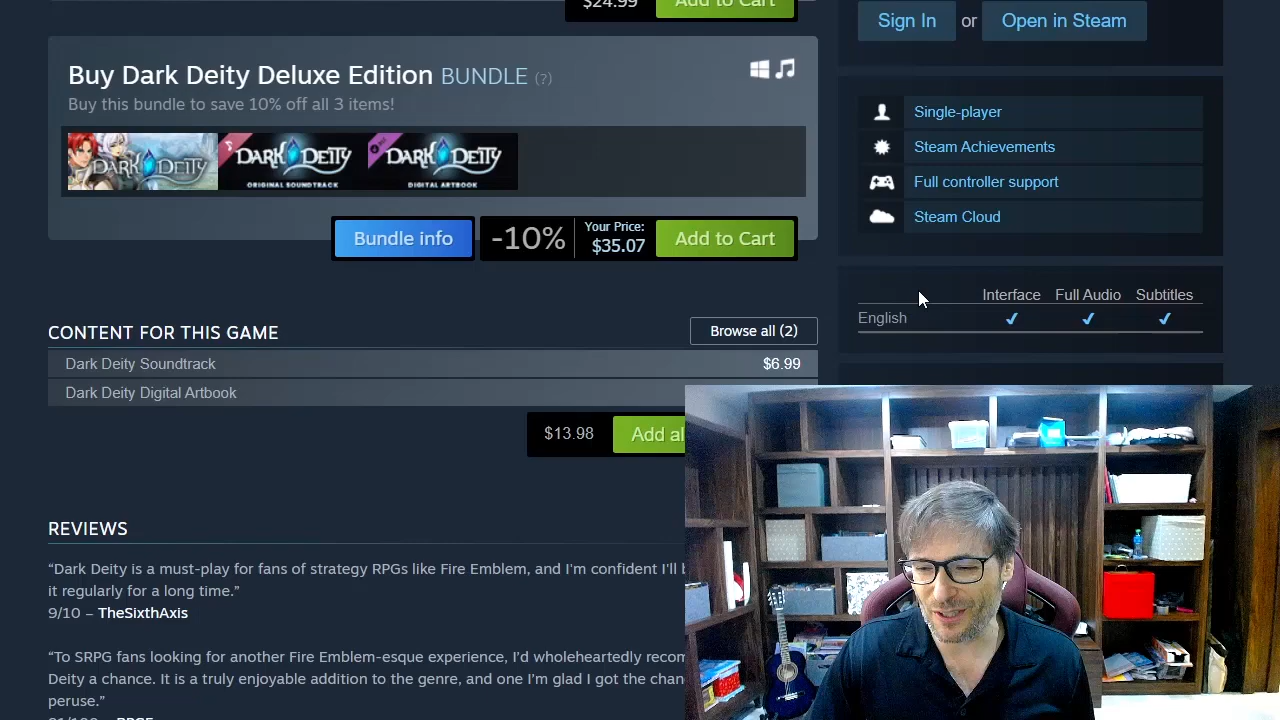 $24.99
Add to Cart
Sign In or Open in Steam
Buy Dark Deity Deluxe Edition BUNDLE (?)
Buy this bundle to save 10% off all 3 items!
DARK DEITY
DARK DEITY
ORIGINAL SOUNDTRACK
DARK DEITY
DIGITAL ARTBOOK
Bundle info
-10%
Your Price:
$35.07
Add to Cart
Single-player
Steam Achievements
Full controller support
Steam Cloud
Interface Full Audio Subtitles
English ✔ ✔ ✔
CONTENT FOR THIS GAME
Browse all (2)
Dark Deity Soundtrack $6.99
Dark Deity Digital Artbook
$13.98
Add al
REVIEWS
“Dark Deity is a must-play for fans of strategy RPGs like Fire Emblem, and I'm confident I'll
it regularly for a long time.”
9/10 – TheSixthAxis
“To SRPG fans looking for another Fire Emblem-esque experience, I’d wholeheartedly recom
Deity a chance. It is a truly enjoyable addition to the genre, and one I’m glad I got the chan
peruse.”